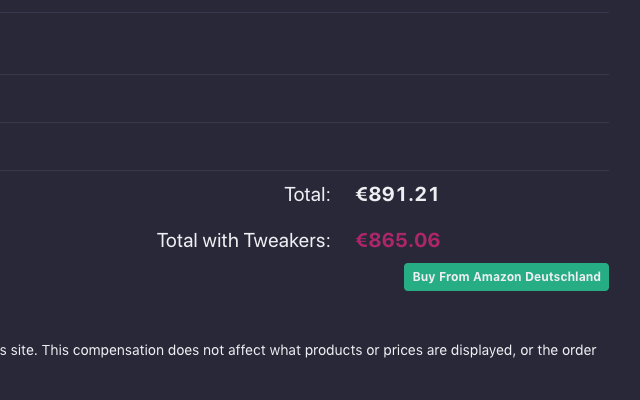 Total: €891.21
Total with Tweakers: €865.06
Buy From Amazon Deutschland
s site. This compensation does not affect what products or prices are displayed, or the order